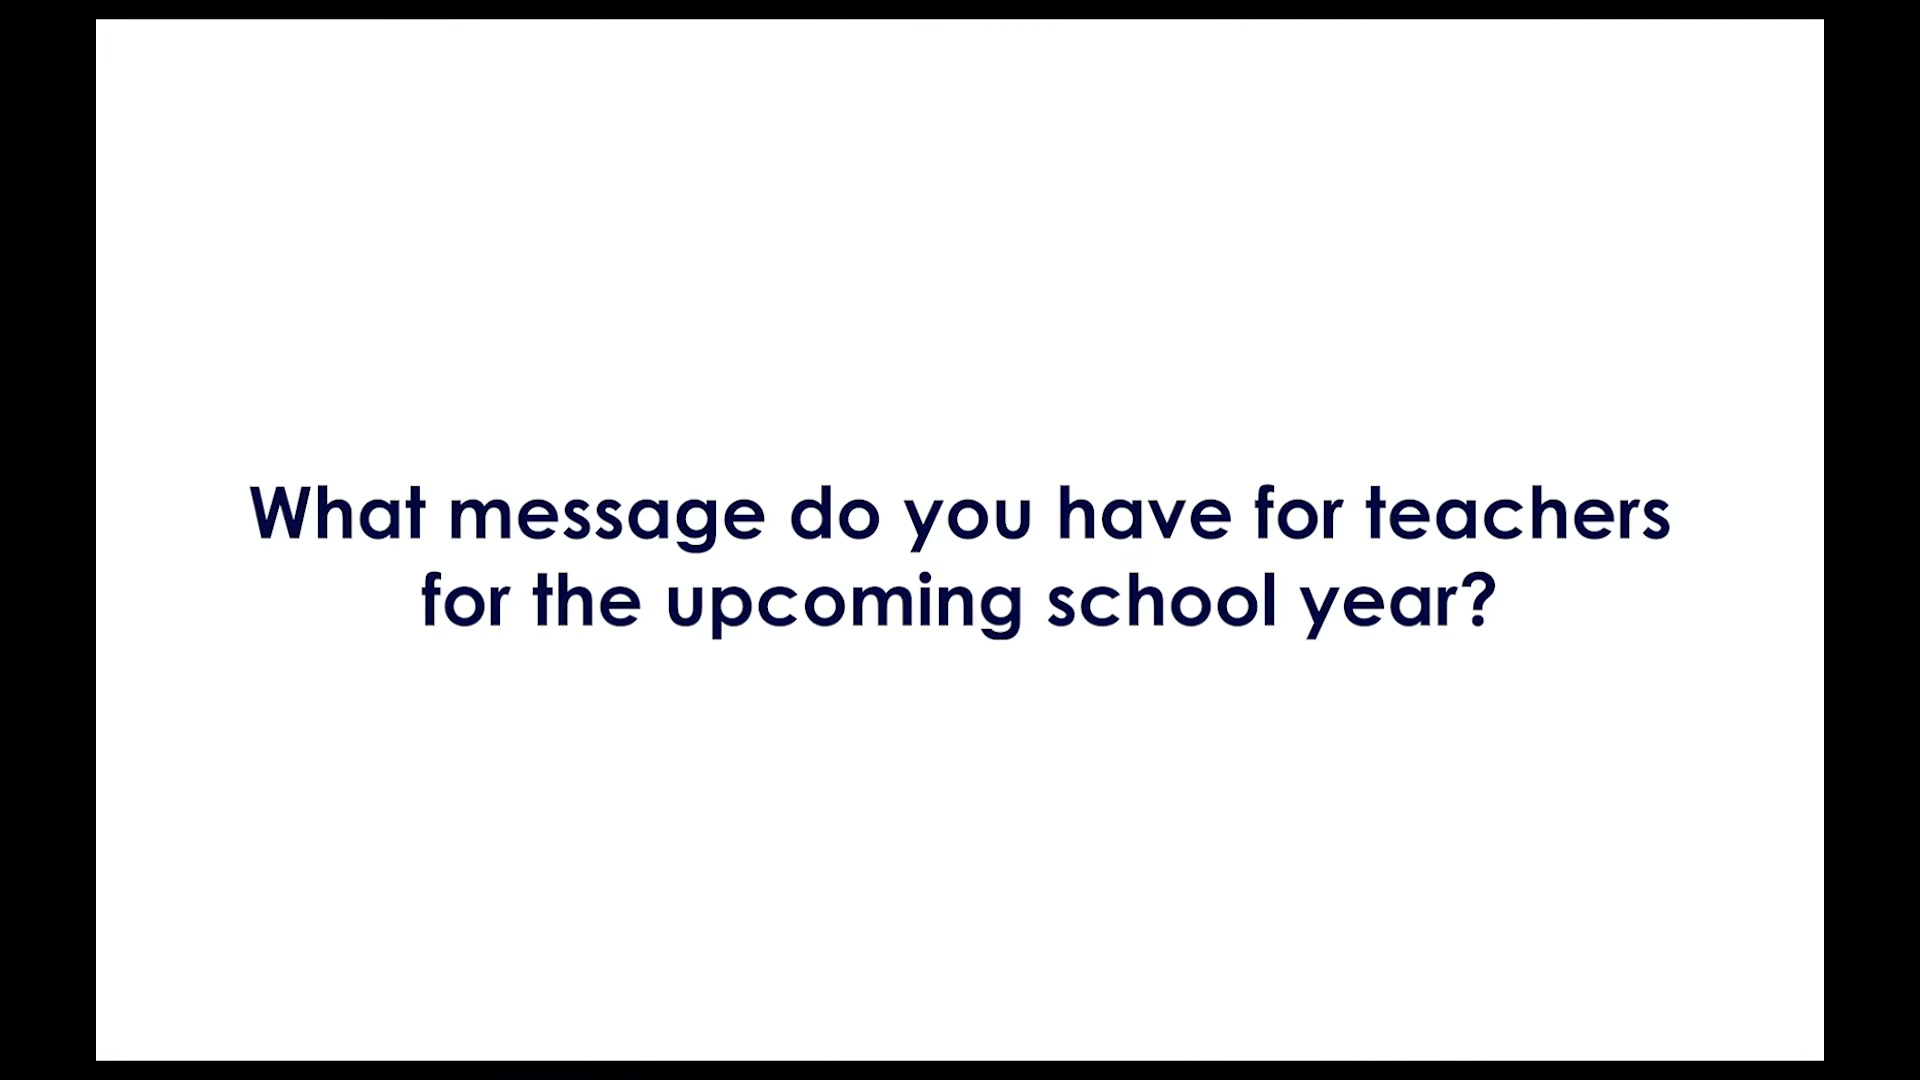 What message do you have for teachers
for the upcoming school year?